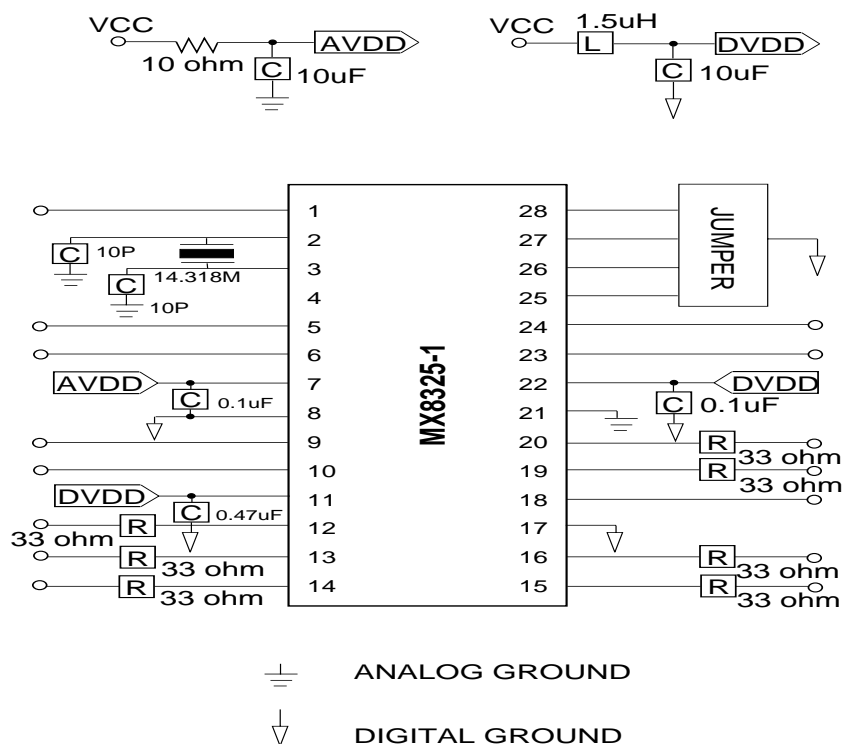 VCC
10 ohm
C
10uF
AVDD
VCC
1.5uH
L
C
10uF
DVDD
MX8325-1
1
2
3
4
5
6
7
8
9
10
11
12
13
14
28
27
26
25
24
23
22
21
20
19
18
17
16
15
C
10P
14.318M
C
10P
AVDD
C
0.1uF
DVDD
C
0.47uF
R
33 ohm
R
33 ohm
R
33 ohm
JUMPER
DVDD
C
0.1uF
R
33 ohm
R
33 ohm
R
33 ohm
R
33 ohm
ANALOG GROUND
DIGITAL GROUND